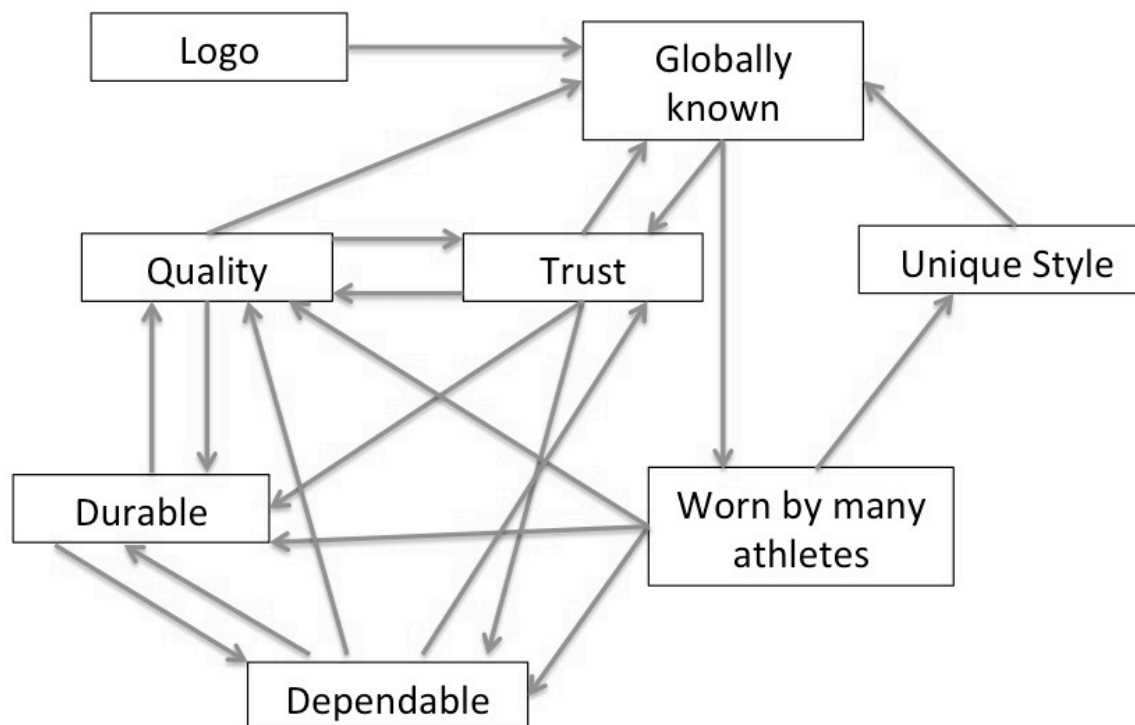 Logo
Globally
known
Quality
Trust
Unique Style
Durable
Worn by many
athletes
Dependable